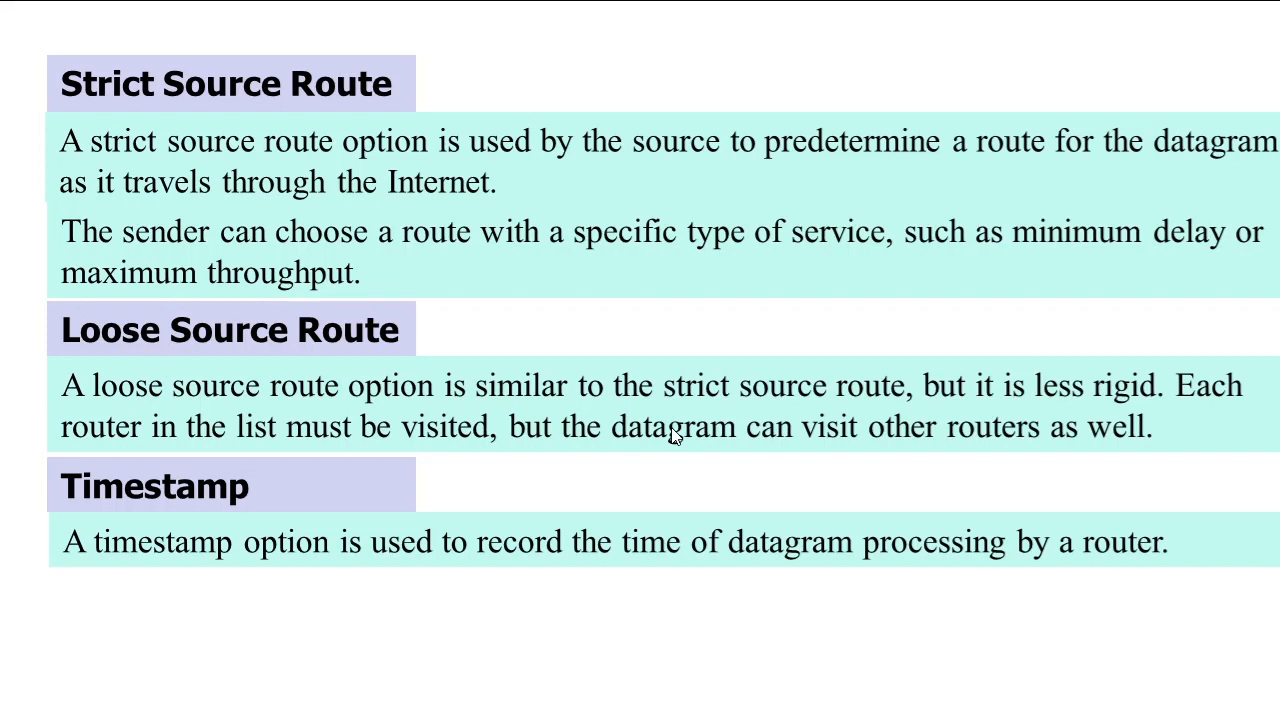 Strict Source Route
A strict source route option is used by the source to predetermine a route for the datagram
as it travels through the Internet.
The sender can choose a route with a specific type of service, such as minimum delay or
maximum throughput.
Loose Source Route
A loose source route option is similar to the strict source route, but it is less rigid. Each
router in the list must be visited, but the datagram can visit other routers as well.
Timestamp
A timestamp option is used to record the time of datagram processing by a router.